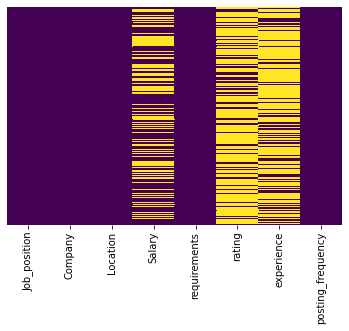 Job_position
Company
Location
Salary
requirements
rating
experience
posting_frequency